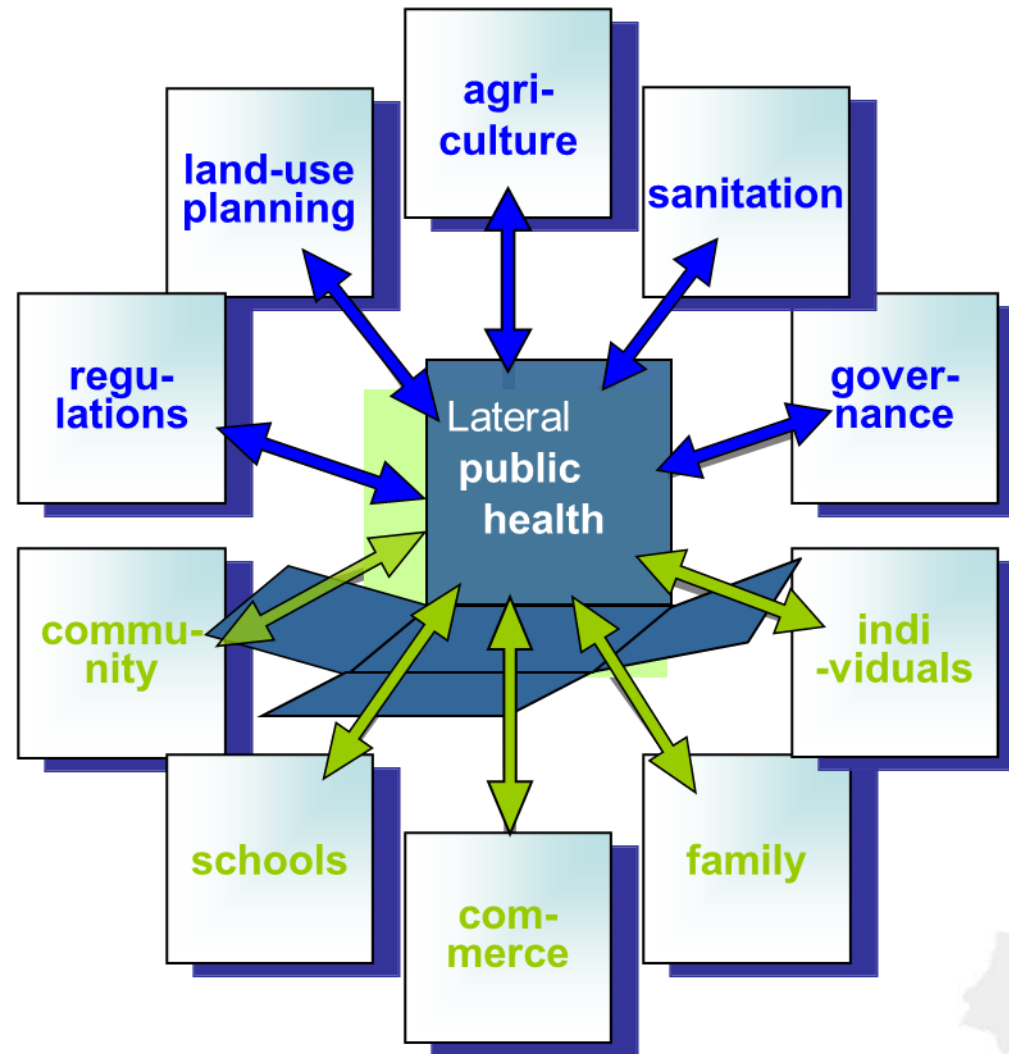 agri-
culture
land-use
planning
sanitation
regu-
lations
gover-
nance
Lateral
public
health
commu-
nity
indi
-viduals
schools
family
com-
merce